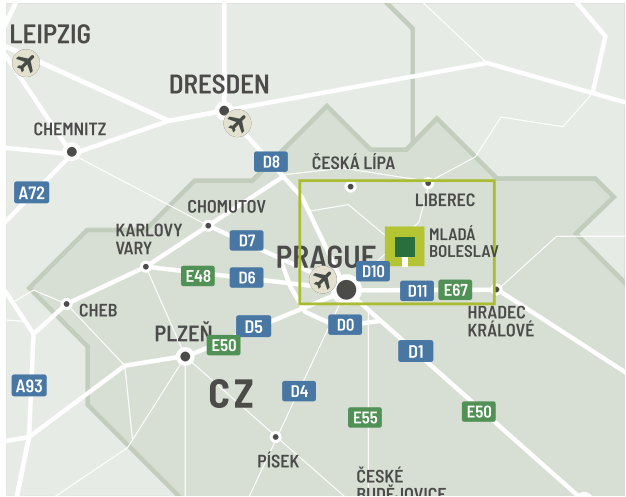 LEIPZIG
DRESDEN
CHEMNITZ
D8
ČESKÁ LÍPA
A72
LIBEREC
CHOMUTOV
KARLOVY
VARY
D7
MLADÁ
BOLESLAV
PRAGUE
D10
E48
D6
D11
E67
CHEB
HRADEC
KRÁLOVÉ
D5
D0
PLZEŇ
E50
D1
A93
CZ
D4
E55
E50
PÍSEK
ČESKÉ
BUDĚJOVICE